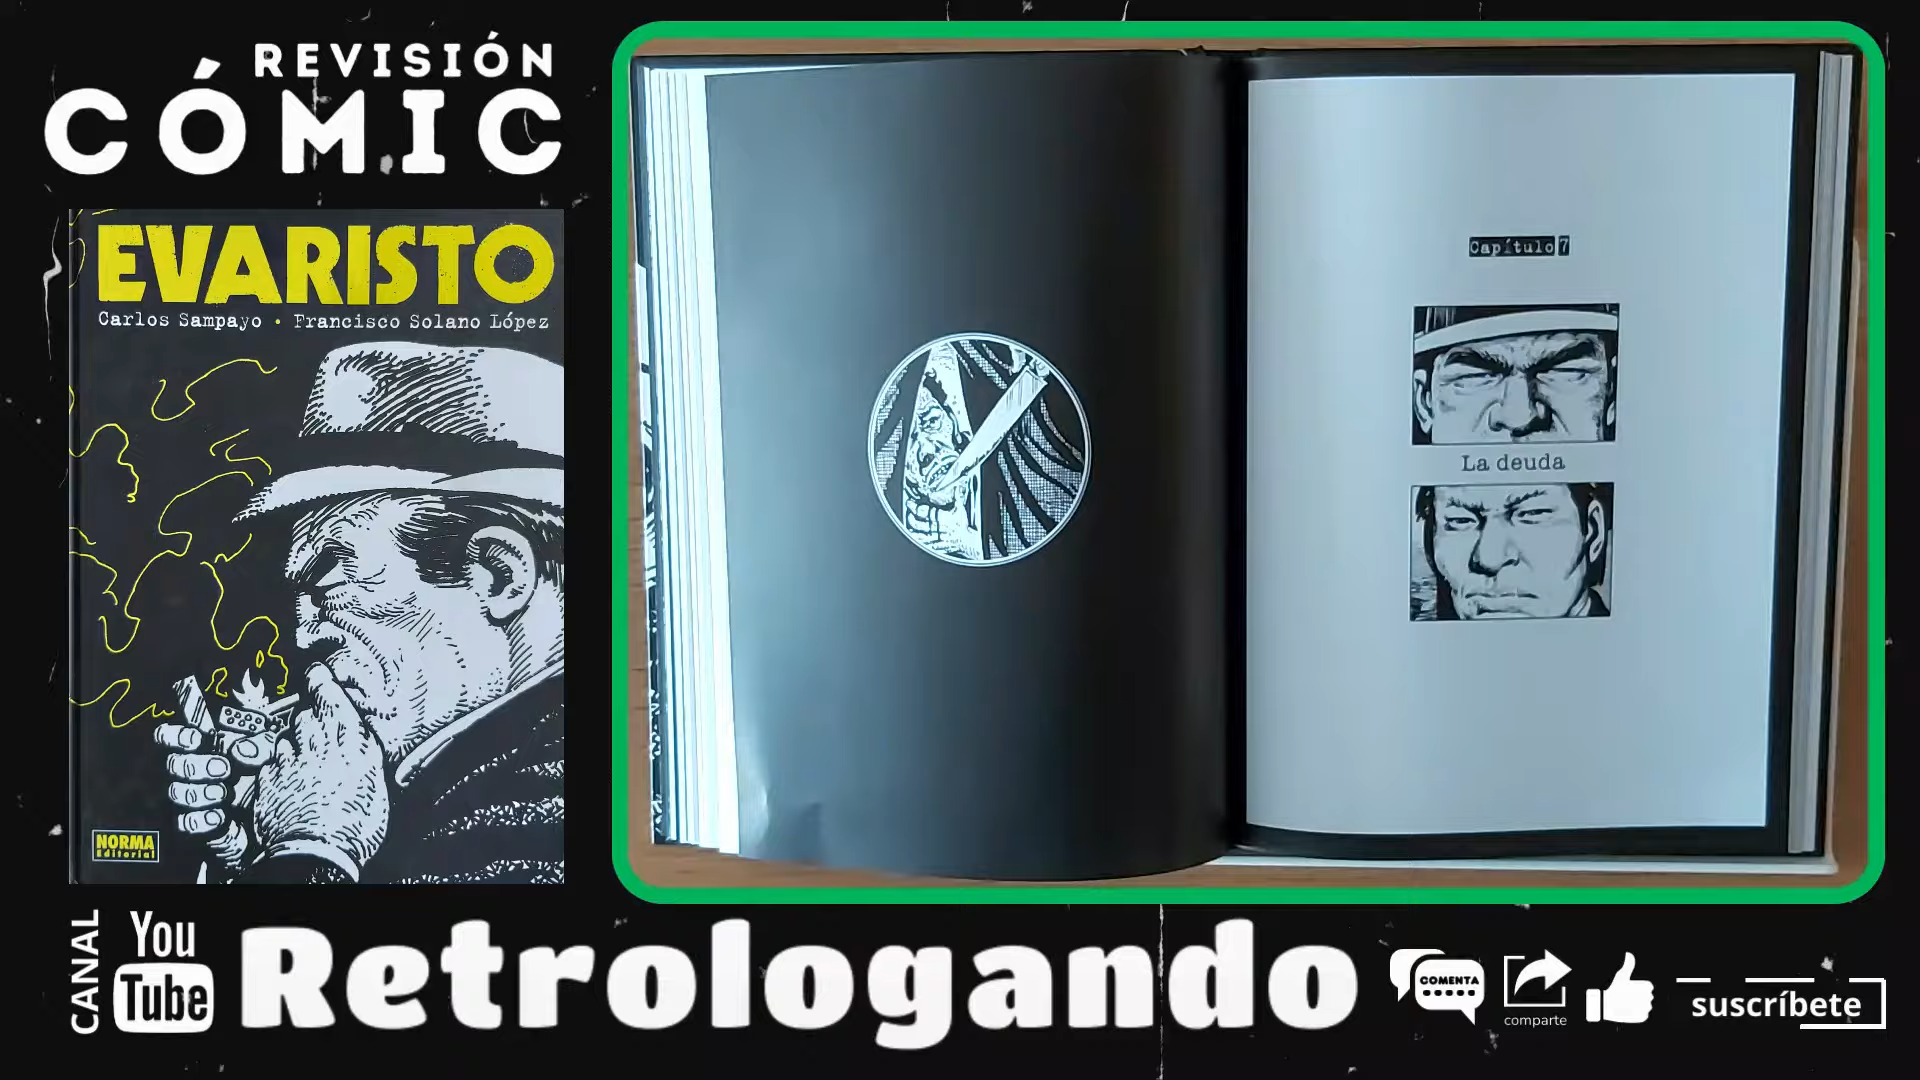 REVISIÓN
CÓMIC
EVARISTO
Carlos Sampayo • Francisco Solano López
NORMA
Editorial
Capítulo 7
La deuda
CANAL
You
Tube
Retrologando
COMENTA
comparte
suscríbete